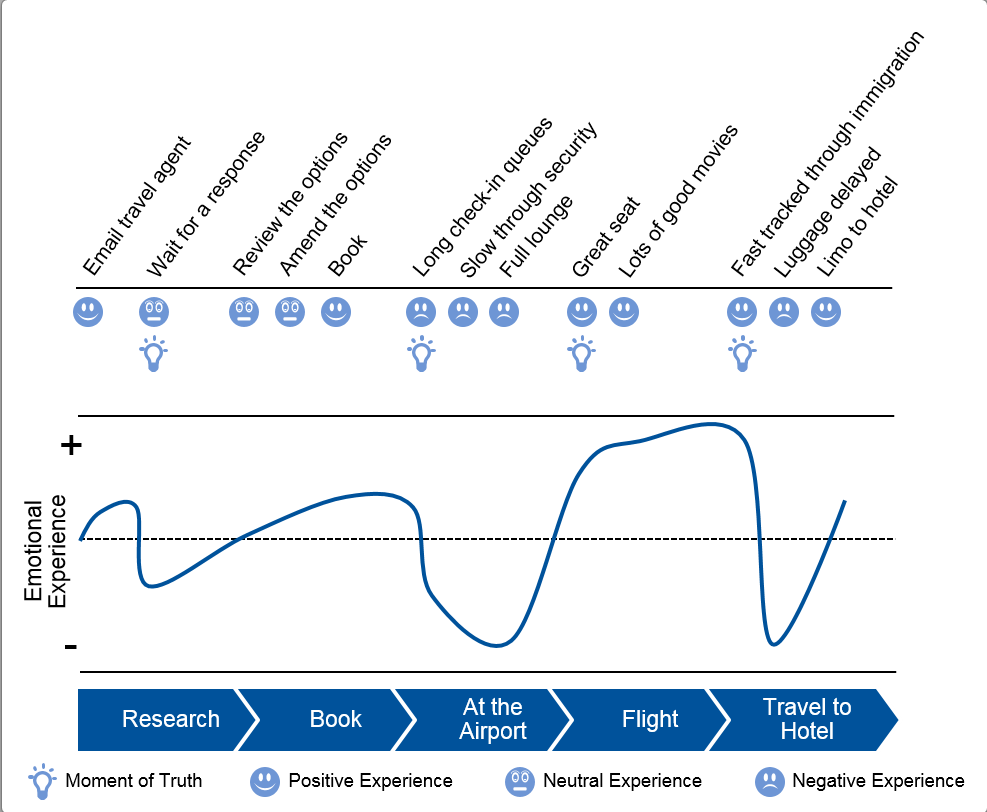 Email travel agent
Wait for a response
Review the options
Amend the options
Book
Long check-in queues
Slow through security
Full lounge
Great seat
Lots of good movies
Fast tracked through immigration
Luggage delayed
Limo to hotel
+
Emotional
Experience
-
Research
Book
At the
Airport
Flight
Travel to
Hotel
Moment of Truth
Positive Experience
Neutral Experience
Negative Experience